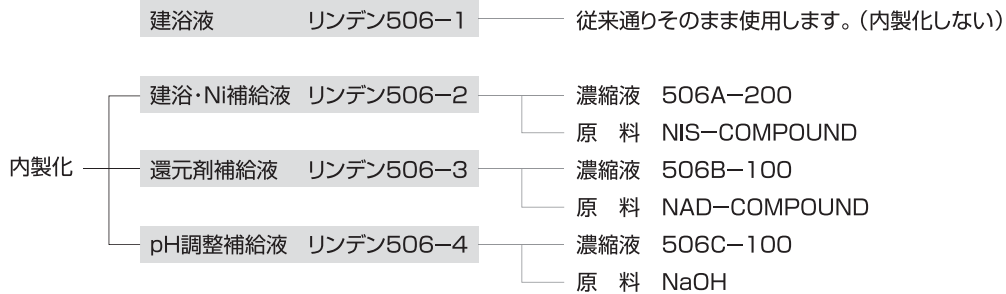 建浴液 リンデン506−1 従来通りそのまま使用します。（内製化しない）
建浴・Ni補給液 リンデン506−2 濃縮液 506A−200
原 料 NIS−COMPOUND
内製化 還元剤補給液 リンデン506−3 濃縮液 506B−100
原 料 NAD−COMPOUND
pH調整補給液 リンデン506−4 濃縮液 506C−100
原 料 NaOH